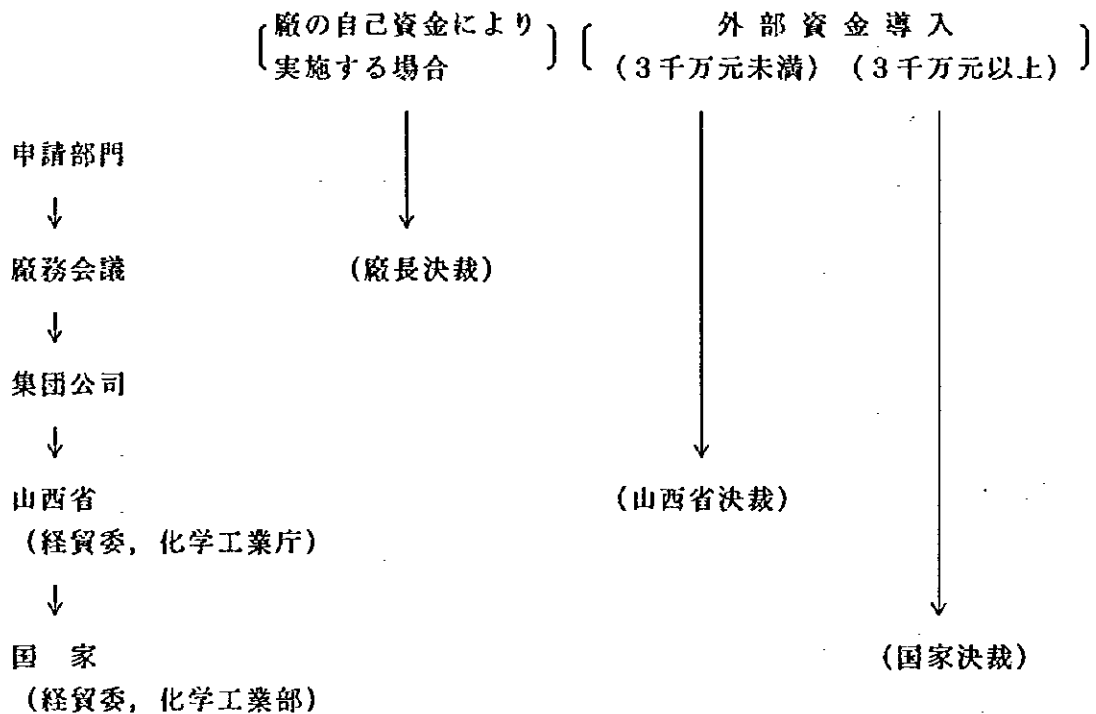 廠の自己資金により
実施する場合
外部資金導入
(3千万元未満) (3千万元以上)
申請部門
↓
廠務会議 (廠長決裁)
↓
集団公司
↓
山西省 (山西省決裁)
(経貿委，化学工業庁)
↓
国 家 (国家決裁)
(経貿委，化学工業部)